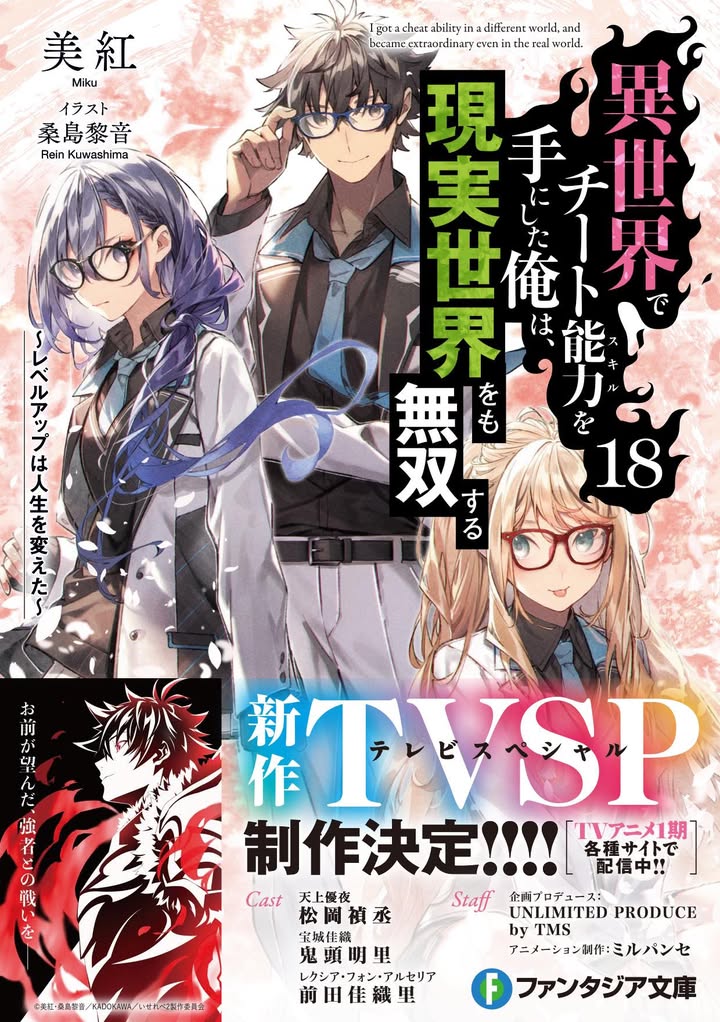 I got a cheat ability in a different world, and
became extraordinary even in the real world.
美紅
Miku
イラスト
桑島黎音
Rein Kuwashima
異世界で
チート能力を
スキル
手にした俺は、
現実世界をも
無双する
18
～レベルアップは人生を変えた～
お前が望んだ、強者との戦いを──
新作
TVSP
テレビスペシャル
制作決定!!!!
TVアニメ1期
各種サイトで
配信中!!
Cast
天上優夜
松岡禎丞
宝城佳織
鬼頭明里
レクシア・フォン・アルセリア
前田佳織里
Staff
企画プロデュース:
UNLIMITED PRODUCE
by TMS
アニメーション制作:ミルパンセ
F ファンタジア文庫
©美紅・桑島黎音／KADOKAWA／いせれべ2製作委員会